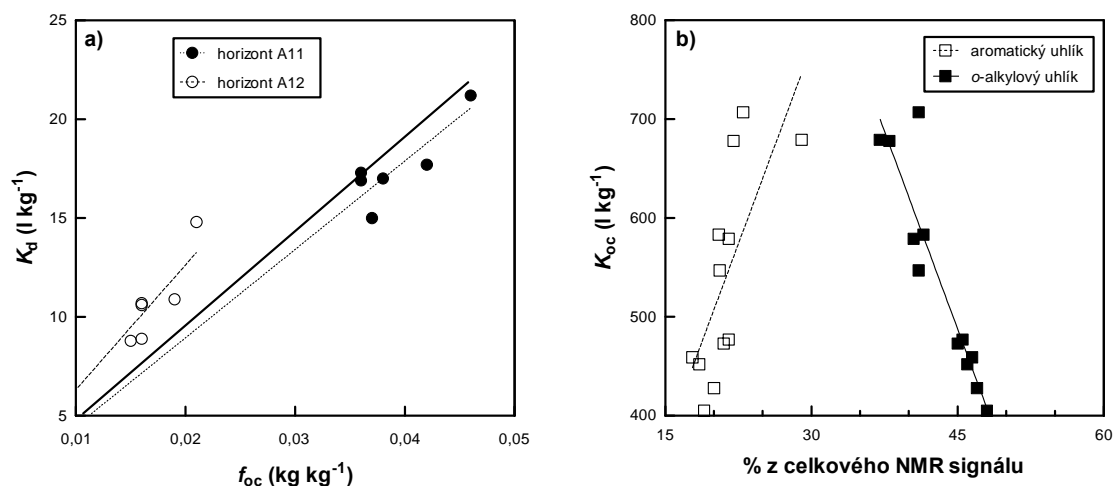 a)
horizont A11
horizont A12
25
20
15
10
5
0,01
0,02
0,03
0,04
0,05
K_d (l kg⁻¹)
f_oc (kg kg⁻¹)
b)
aromatický uhlík
o-alkylový uhlík
800
700
600
500
400
15
30
45
60
K_oc (l kg⁻¹)
% z celkového NMR signálu